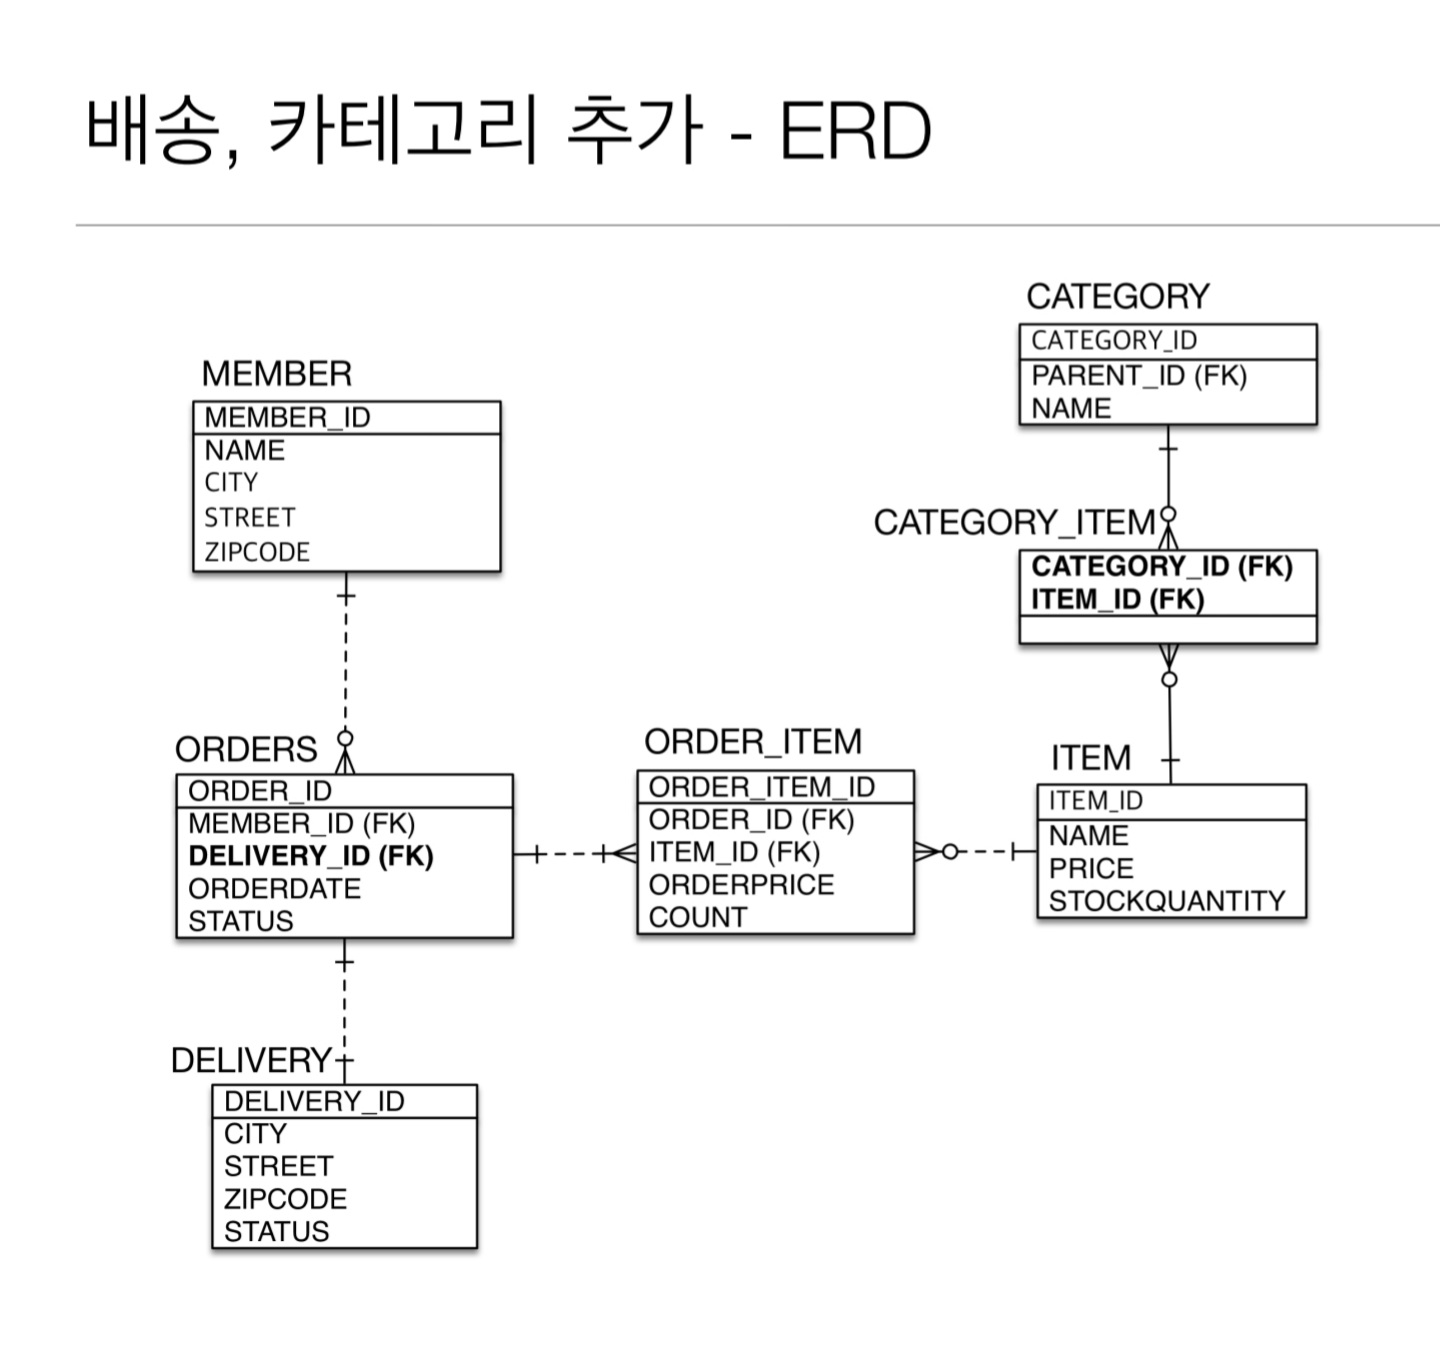 배송, 카테고리 추가 - ERD
MEMBER
MEMBER_ID
NAME
CITY
STREET
ZIPCODE
ORDERS
ORDER_ID
MEMBER_ID (FK)
DELIVERY_ID (FK)
ORDERDATE
STATUS
DELIVERY
DELIVERY_ID
CITY
STREET
ZIPCODE
STATUS
ORDER_ITEM
ORDER_ITEM_ID
ORDER_ID (FK)
ITEM_ID (FK)
ORDERPRICE
COUNT
CATEGORY
CATEGORY_ID
PARENT_ID (FK)
NAME
CATEGORY_ITEM
CATEGORY_ID (FK)
ITEM_ID (FK)
ITEM
ITEM_ID
NAME
PRICE
STOCKQUANTITY